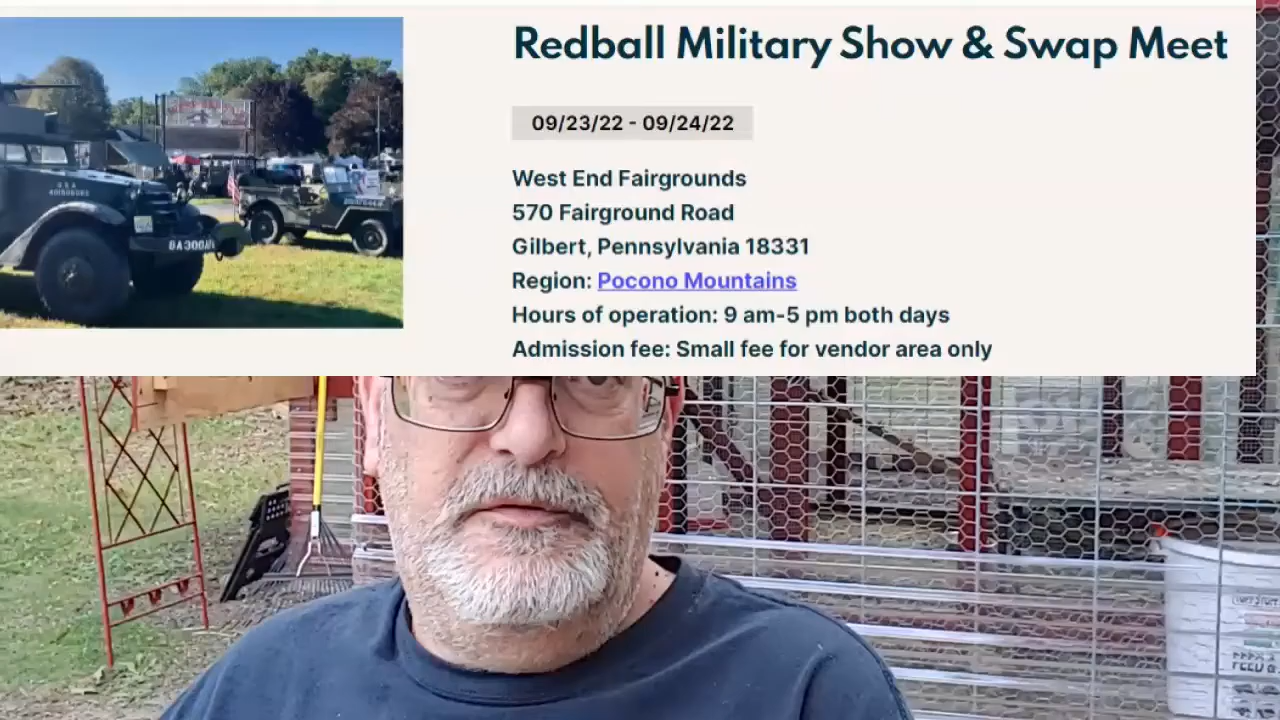 Redball Military Show & Swap Meet
09/23/22 - 09/24/22
West End Fairgrounds
570 Fairground Road
Gilbert, Pennsylvania 18331
Region: Pocono Mountains
Hours of operation: 9 am-5 pm both days
Admission fee: Small fee for vendor area only
USA
FEED &